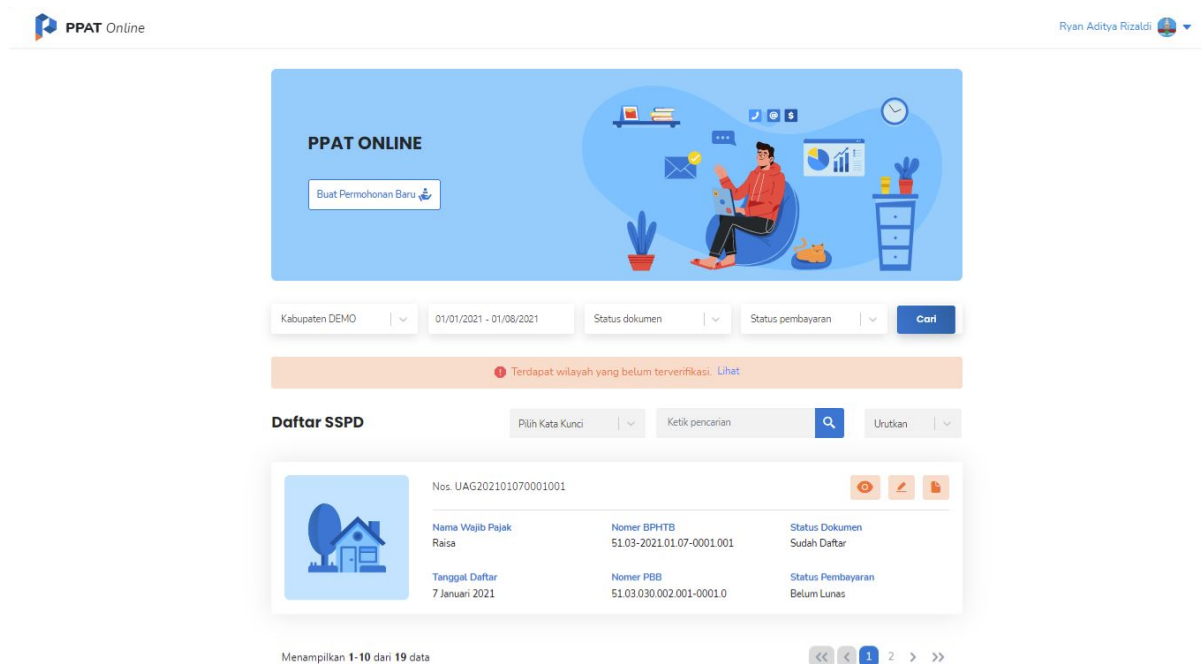 PPAT Online
Ryan Aditya Rizaldi
PPAT ONLINE
Buat Permohonan Baru
Kabupaten DEMO
01/01/2021 - 01/08/2021
Status dokumen
Status pembayaran
Cari
Terdapat wilayah yang belum terverifikasi. Lihat
Daftar SSPD
Pilih Kata Kunci
Ketik pencarian
Urutkan
Nos. UAG202101070001001
Nama Wajib Pajak
Nomer BPHTB
Status Dokumen
Raisa
51.03-2021.01.07-0001.001
Sudah Daftar
Tanggal Daftar
Nomer PBB
Status Pembayaran
7 Januari 2021
51.03.030.002.001-0001.0
Belum Lunas
Menampilkan 1-10 dari 19 data
<< < 1 2 > >>